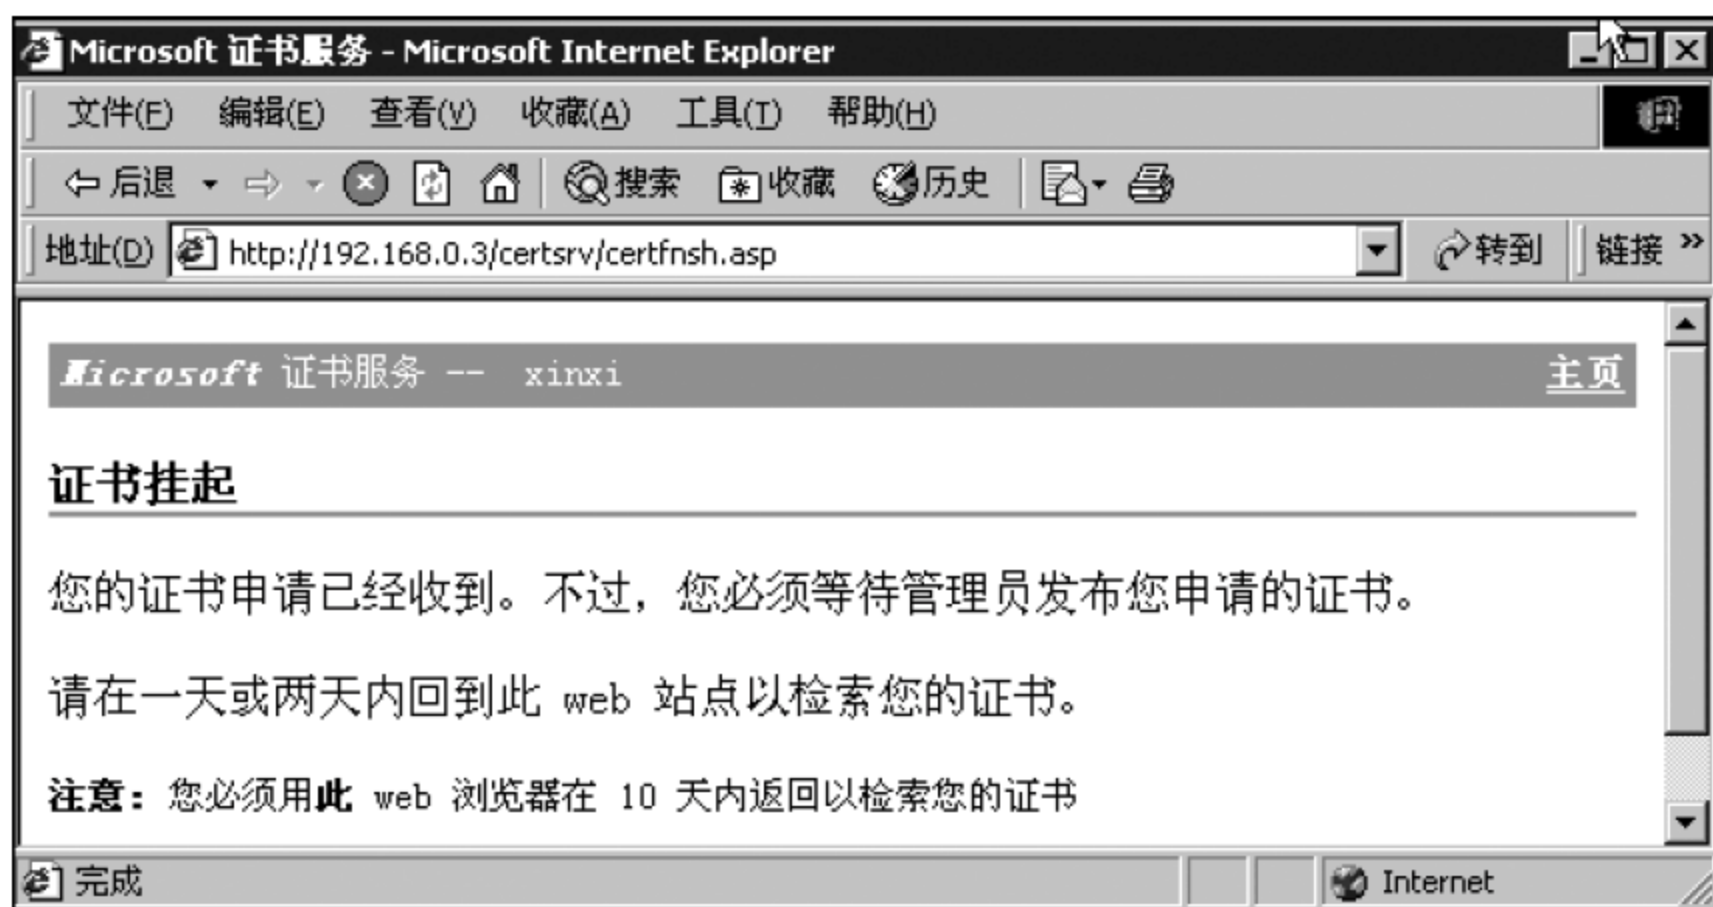 Microsoft 证书服务 - Microsoft Internet Explorer
文件(F) 编辑(E) 查看(V) 收藏(A) 工具(T) 帮助(H)
后退 搜索 收藏 历史
地址(D) http://192.168.0.3/certsrv/certfnsh.asp 转到 链接 »
Microsoft 证书服务 -- xinxi 主页
证书挂起
您的证书申请已经收到。不过，您必须等待管理员发布您申请的证书。
请在一天或两天内回到此 web 站点以检索您的证书。
注意：您必须用此 web 浏览器在 10 天内返回以检索您的证书
完成 Internet